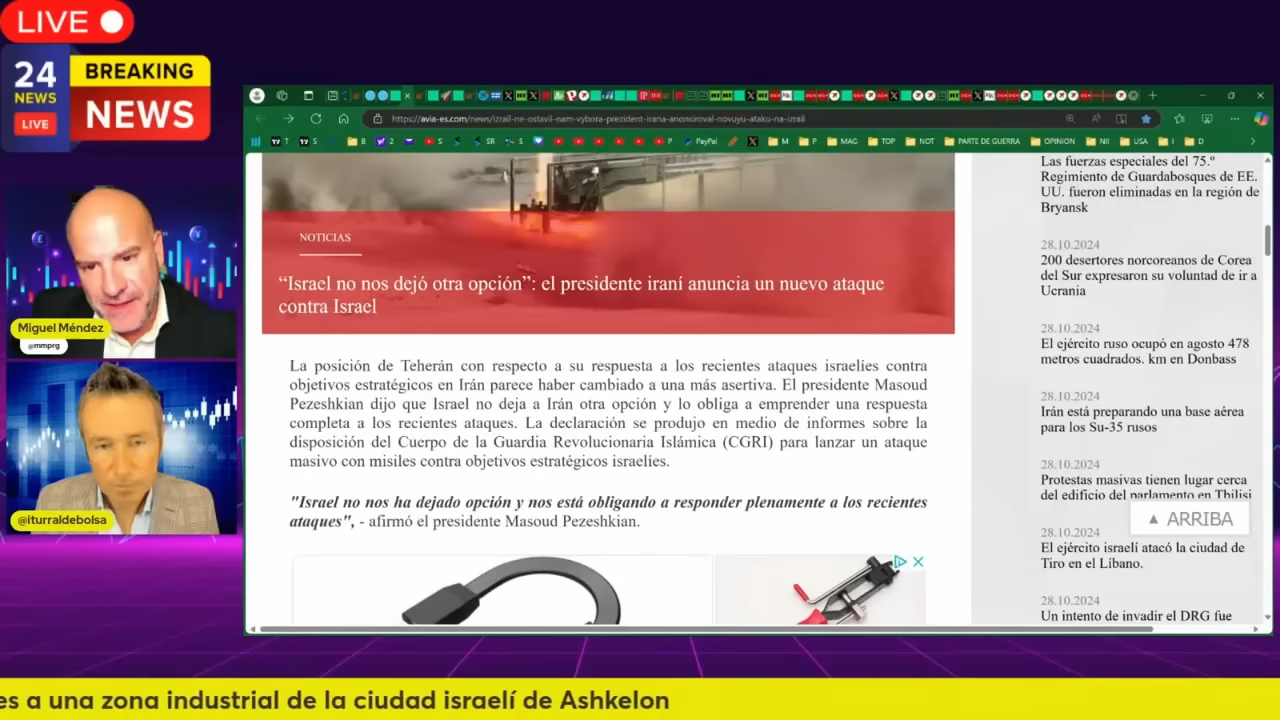 LIVE
24
NEWS
LIVE
BREAKING
NEWS
Miguel Méndez
@mmprg
@iturraldebolsa
https://avia-es.com/news/izrail-ne-ostavil-nam-vybora-prezident-irana-anonsiroval-novuyu-ataku-na-izrail
T
S
B
2
S
SR
S
P
PayPal
M
P
MAG
TOP
NOT
PARTE DE GUERRA
OPINION
NII
USA
I
D
NOTICIAS
“Israel no nos dejó otra opción”: el presidente iraní anuncia un nuevo ataque
contra Israel
La posición de Teherán con respecto a su respuesta a los recientes ataques israelíes contra
objetivos estratégicos en Irán parece haber cambiado a una más asertiva. El presidente Masoud
Pezeshkian dijo que Israel no deja a Irán otra opción y lo obliga a emprender una respuesta
completa a los recientes ataques. La declaración se produjo en medio de informes sobre la
disposición del Cuerpo de la Guardia Revolucionaria Islámica (CGRI) para lanzar un ataque
masivo con misiles contra objetivos estratégicos israelíes.
"Israel no nos ha dejado opción y nos está obligando a responder plenamente a los recientes
ataques", - afirmó el presidente Masoud Pezeshkian.
Las fuerzas especiales del 75.º
Regimiento de Guardabosques de EE.
UU. fueron eliminadas en la región de
Bryansk
28.10.2024
200 desertores norcoreanos de Corea
del Sur expresaron su voluntad de ir a
Ucrania
28.10.2024
El ejército ruso ocupó en agosto 478
metros cuadrados. km en Donbass
28.10.2024
Irán está preparando una base aérea
para los Su-35 rusos
28.10.2024
Protestas masivas tienen lugar cerca
del edificio del parlamento en Tbilisi
▲ ARRIBA
28.10.2024
El ejército israelí atacó la ciudad de
Tiro en el Líbano.
28.10.2024
Un intento de invadir el DRG fue
es a una zona industrial de la ciudad israelí de Ashkelon